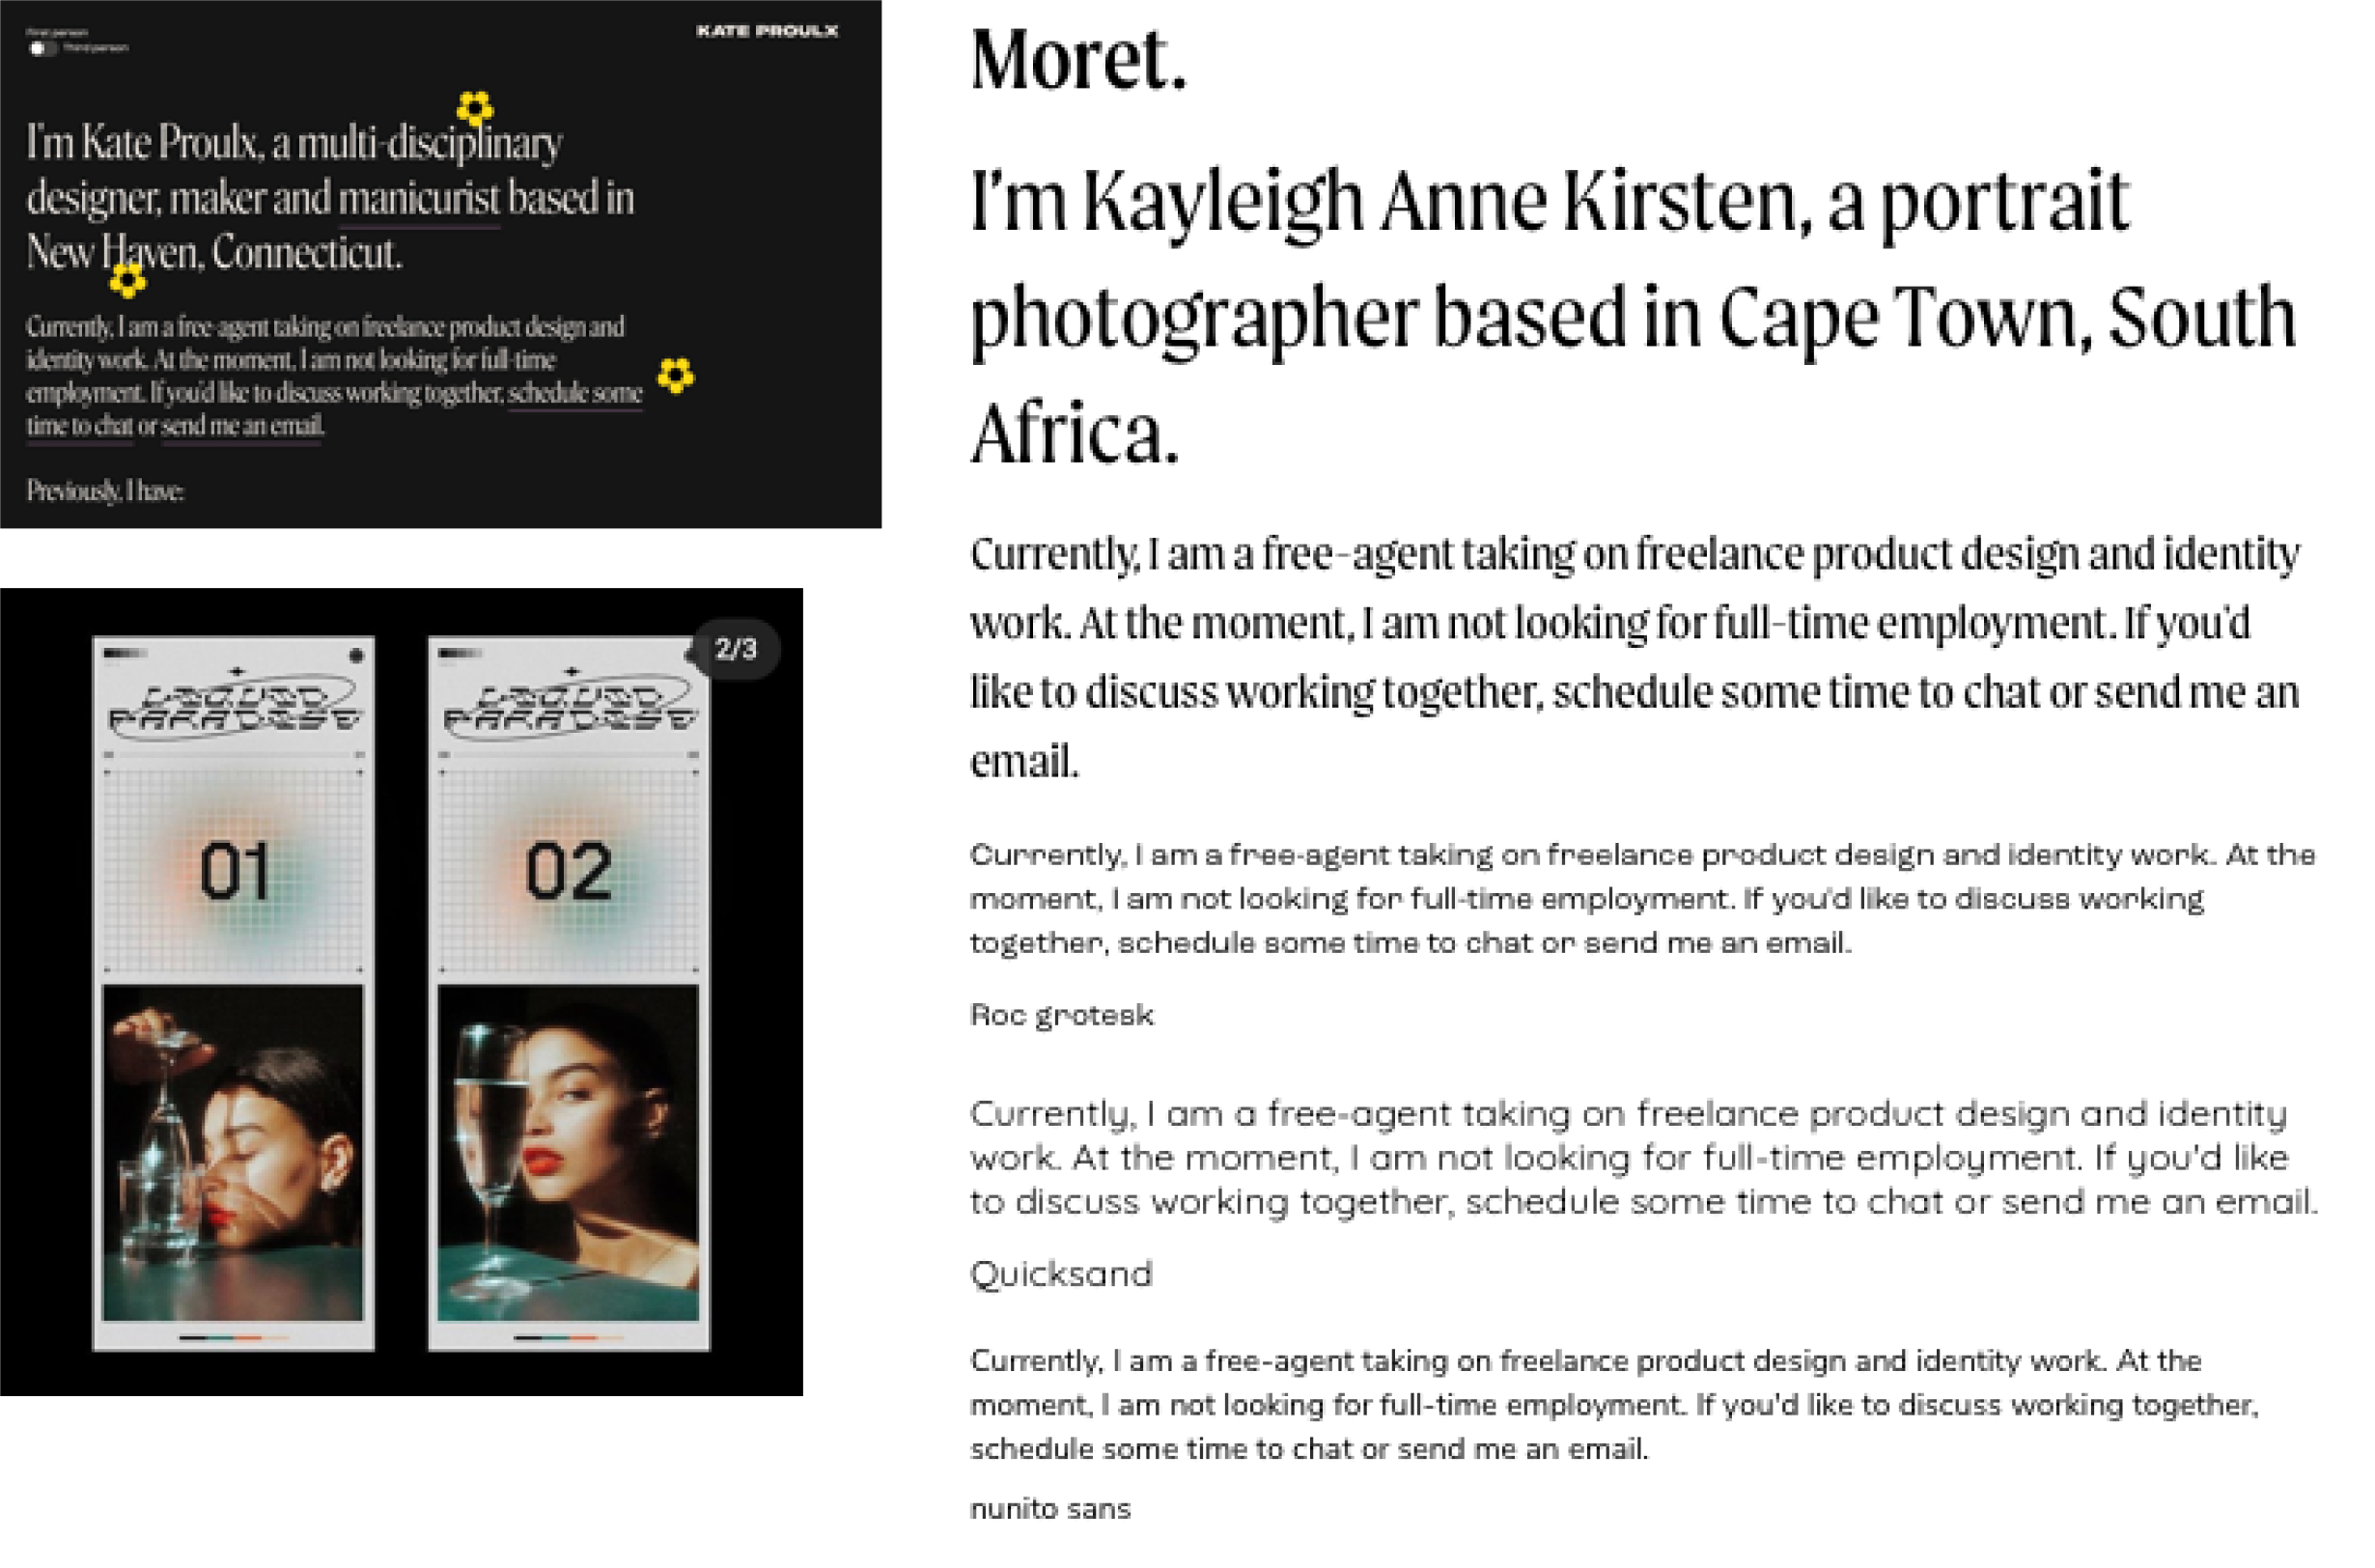 First person
Third person
KATE PROULX
I'm Kate Proulx, a multi-disciplinary
designer, maker and manicurist based in
New Haven, Connecticut.
Currently, I am a free-agent taking on freelance product design and
identity work. At the moment, I am not looking for full-time
employment. If you'd like to discuss working together, schedule some
time to chat or send me an email.
Previously, I have:
2/3
LIQUID
PARADISE
01
LIQUID
PARADISE
02
Moret.
I'm Kayleigh Anne Kirsten, a portrait
photographer based in Cape Town, South
Africa.
Currently, I am a free-agent taking on freelance product design and identity
work. At the moment, I am not looking for full-time employment. If you'd
like to discuss working together, schedule some time to chat or send me an
email.
Currently, I am a free-agent taking on freelance product design and identity work. At the
moment, I am not looking for full-time employment. If you'd like to discuss working
together, schedule some time to chat or send me an email.
Roc grotesk
Currently, I am a free-agent taking on freelance product design and identity
work. At the moment, I am not looking for full-time employment. If you'd like
to discuss working together, schedule some time to chat or send me an email.
Quicksand
Currently, I am a free-agent taking on freelance product design and identity work. At the
moment, I am not looking for full-time employment. If you'd like to discuss working together,
schedule some time to chat or send me an email.
nunito sans